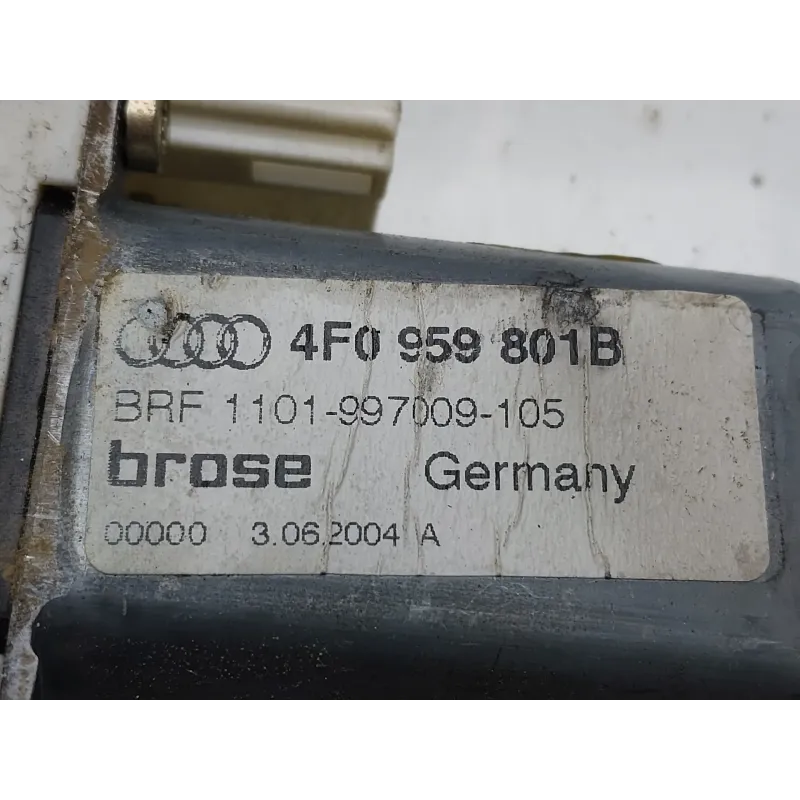 4F0 959 801B
BRF 1101-997009-105
brose Germany
00000 3.06.2004 A